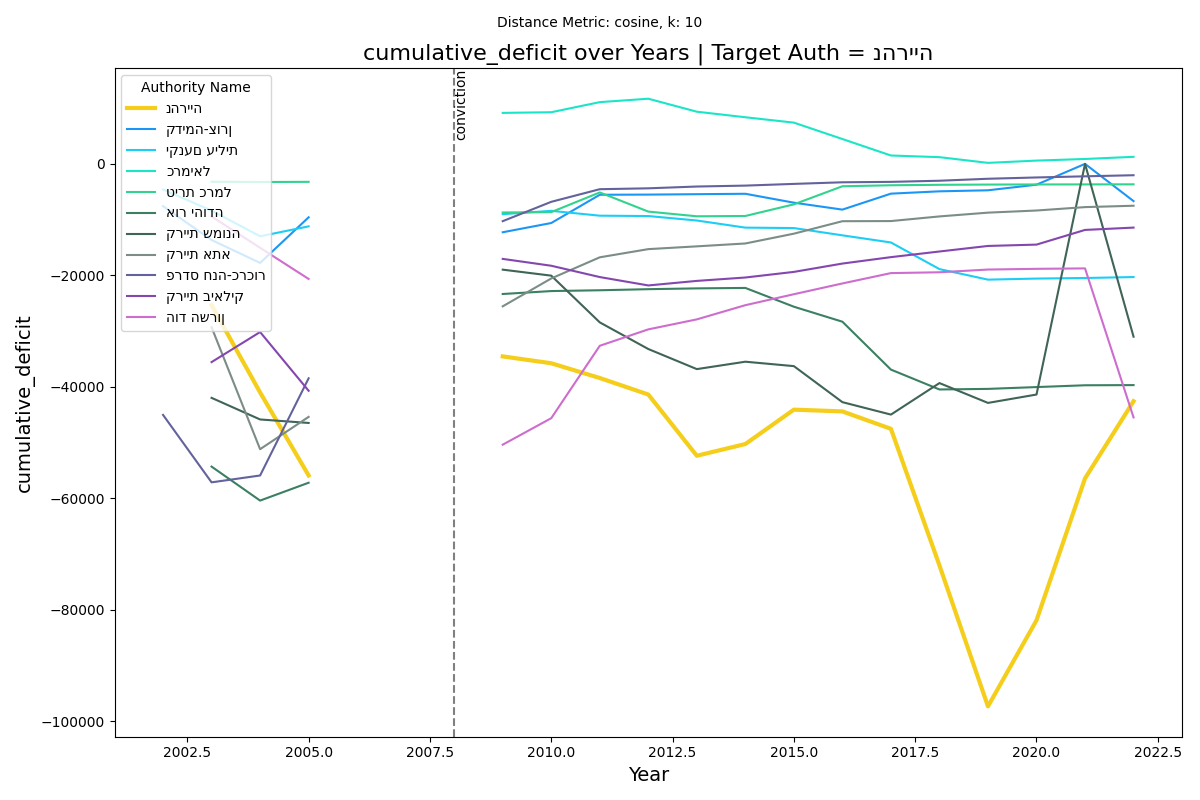 Distance Metric: cosine, k: 10
cumulative_deficit over Years | Target Auth = נהרייה
conviction
Authority Name
נהרייה
קדימה-צורן
יקנעם עילית
כרמיאל
טירת כרמל
אור יהודה
קריית שמונה
קריית אתא
פרדס חנה-כרכור
קריית ביאליק
הוד השרון
cumulative_deficit
0
−20000
−40000
−60000
−80000
−100000
2002.5 2005.0 2007.5 2010.0 2012.5 2015.0 2017.5 2020.0 2022.5
Year